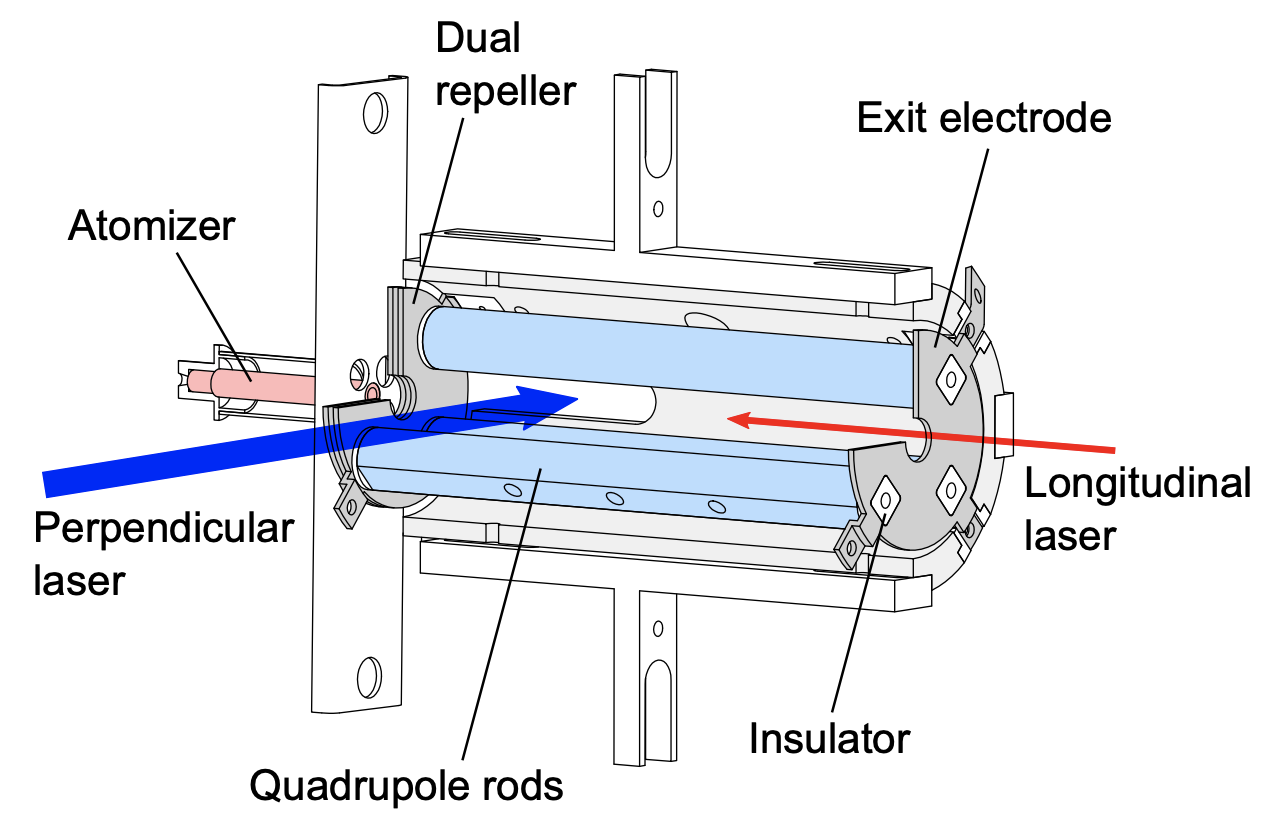 Dual
repeller
Exit electrode
Atomizer
Perpendicular
laser
Longitudinal
laser
Insulator
Quadrupole rods